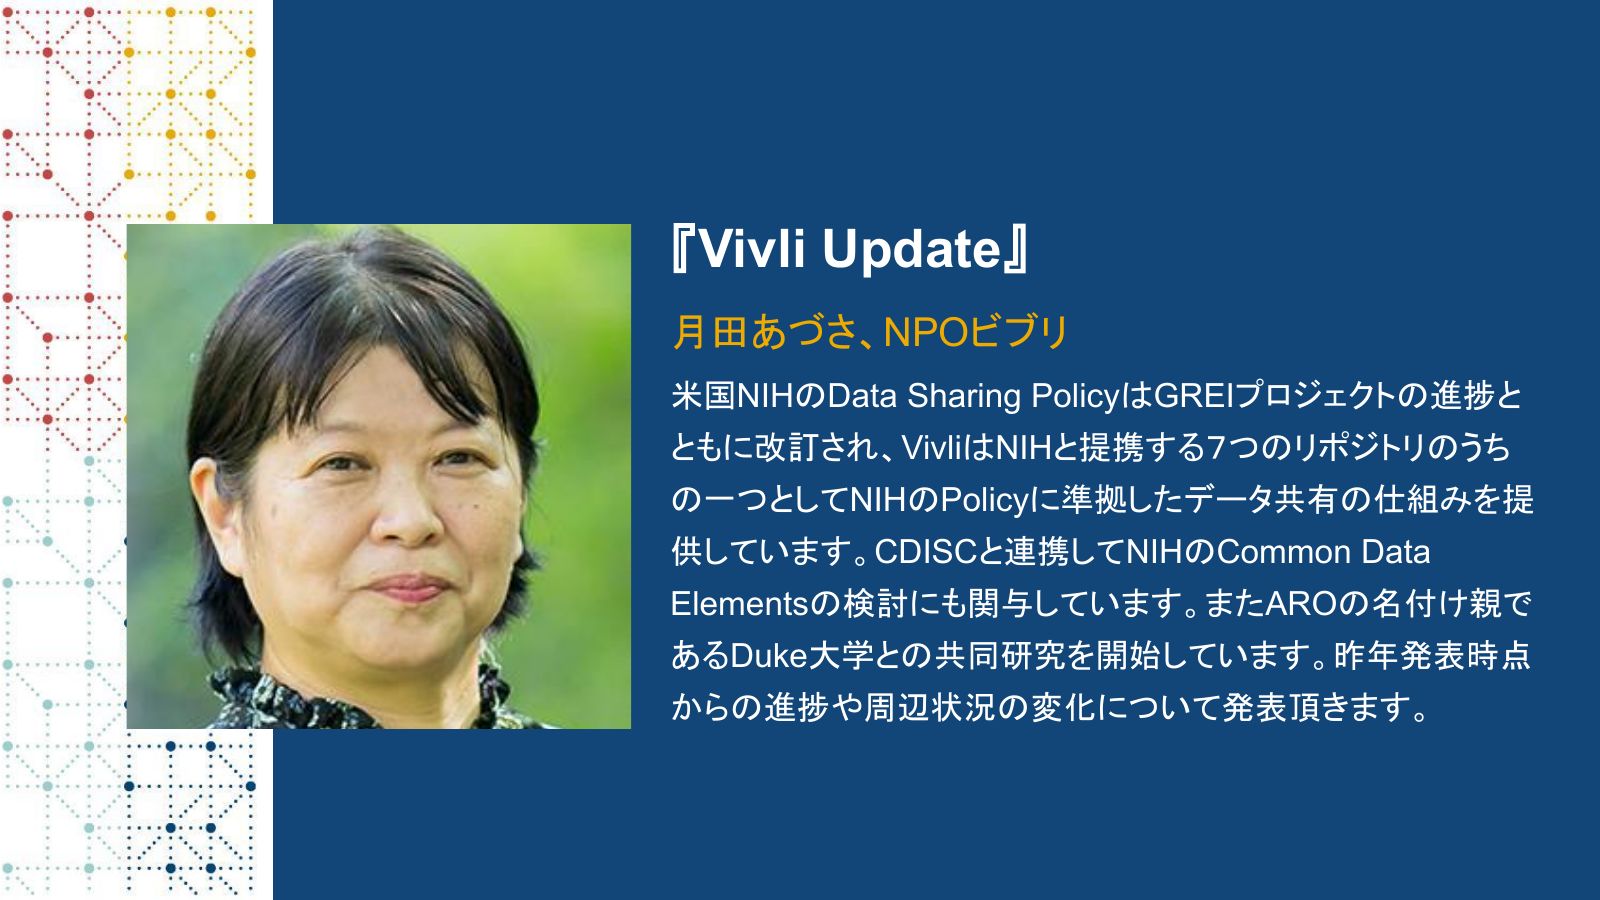 『Vivli Update』
月田あづさ、NPOビブリ
米国NIHのData Sharing PolicyはGREIプロジェクトの進捗と
ともに改訂され、VivliはNIHと提携する７つのリポジトリのうち
の一つとしてNIHのPolicyに準拠したデータ共有の仕組みを提
供しています。CDISCと連携してNIHのCommon Data
Elementsの検討にも関与しています。またAROの名付け親で
あるDuke大学との共同研究を開始しています。昨年発表時点
からの進捗や周辺状況の変化について発表頂きます。